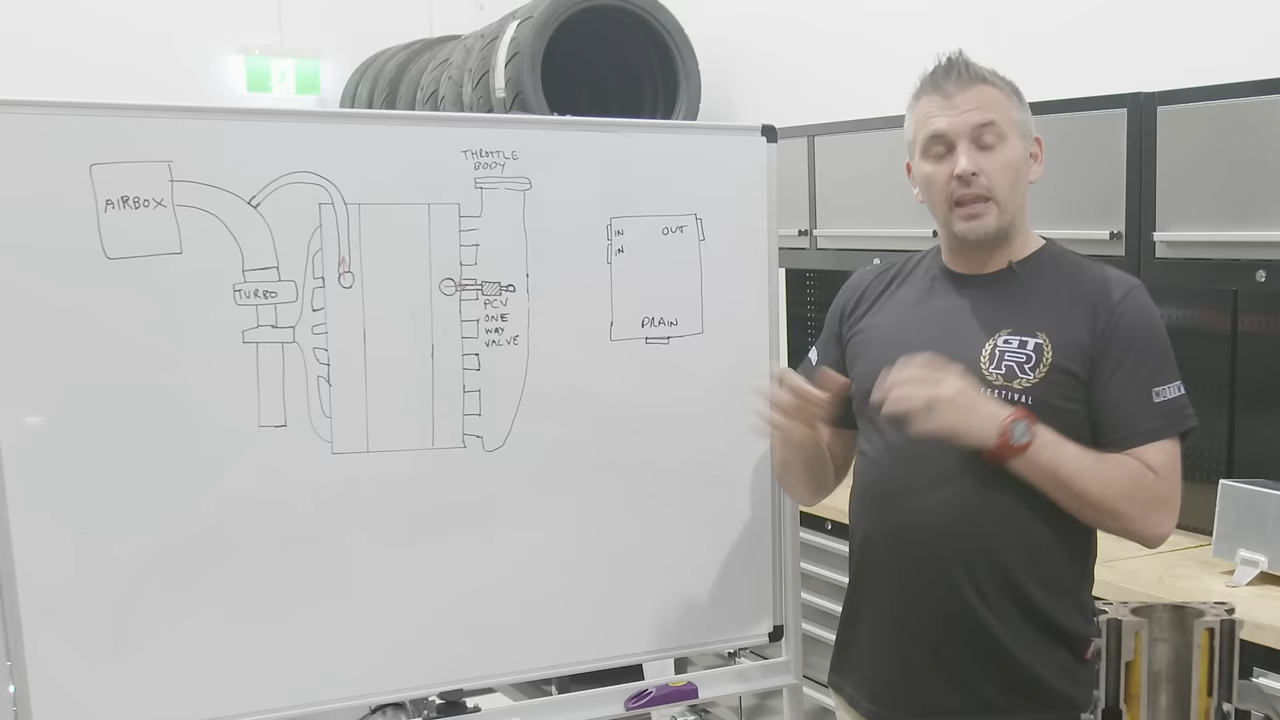 THROTTLE
BODY
AIRBOX
TURBO
PCV
ONE
WAY
VALVE
IN
OUT
IN
DRAIN
GT
R
FESTIVAL